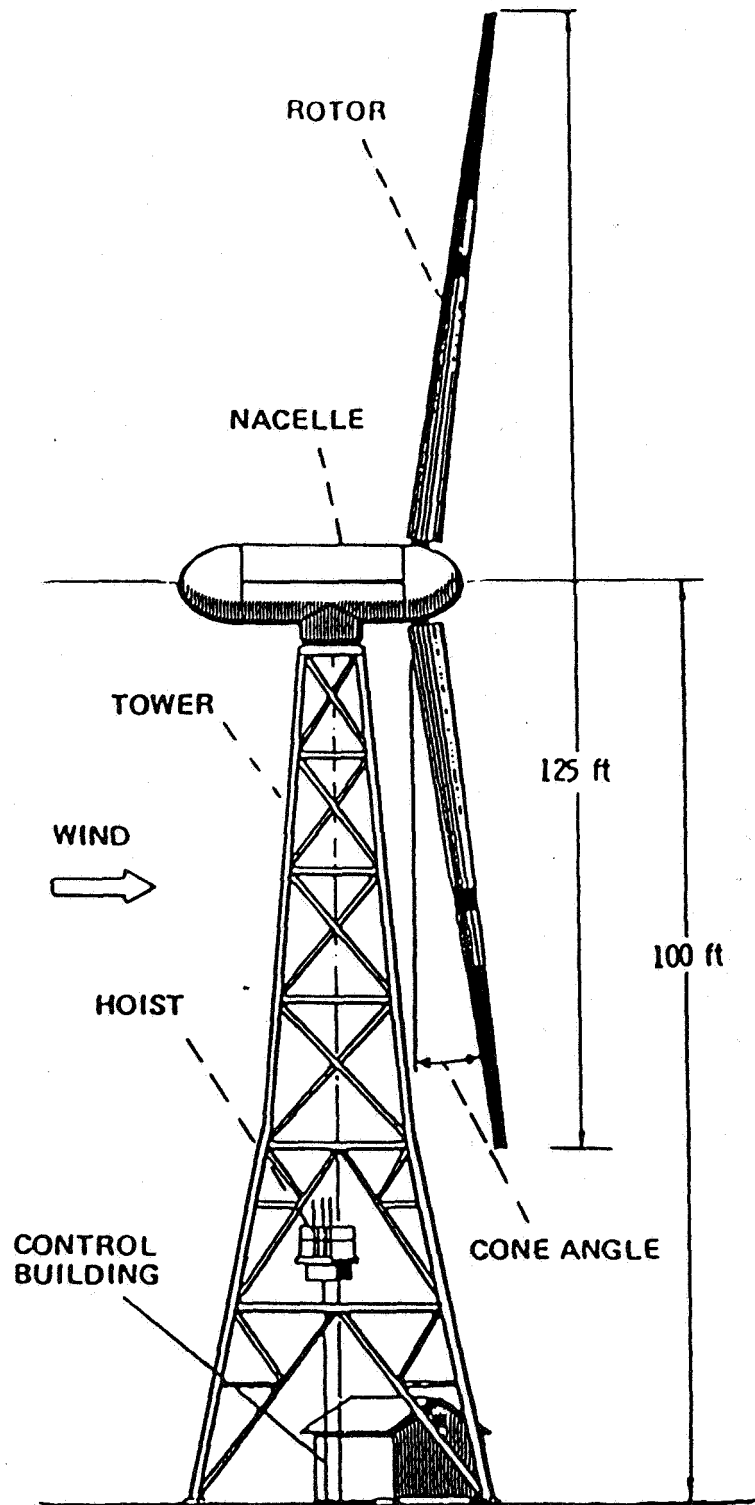 ROTOR
NACELLE
TOWER
125 ft
WIND
100 ft
HOIST
CONE ANGLE
CONTROL
BUILDING